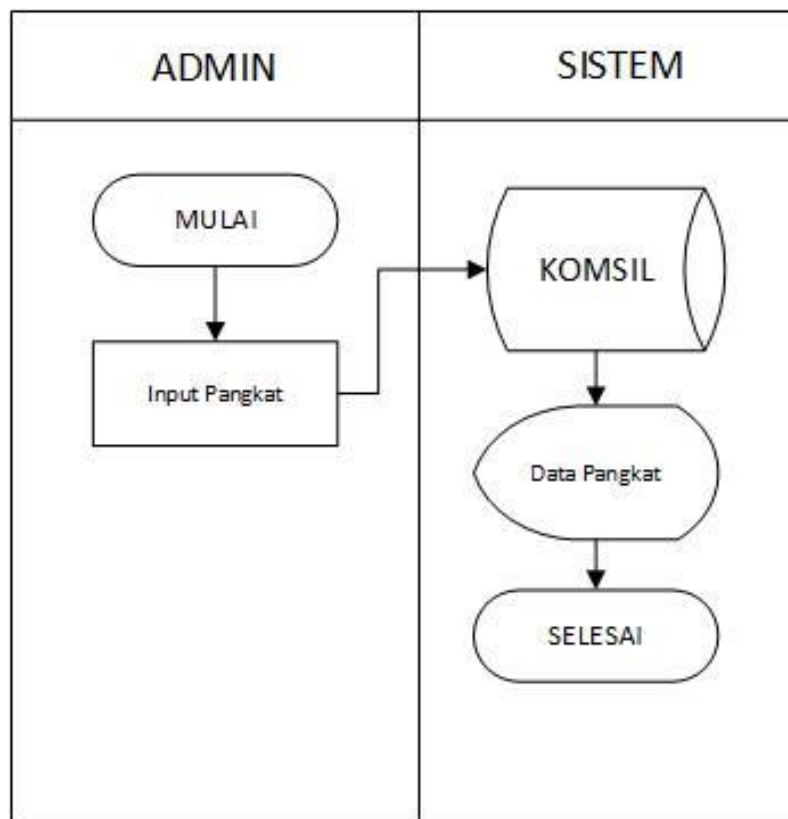 ADMIN
SISTEM
MULAI
Input Pangkat
KOMSIL
Data Pangkat
SELESAI